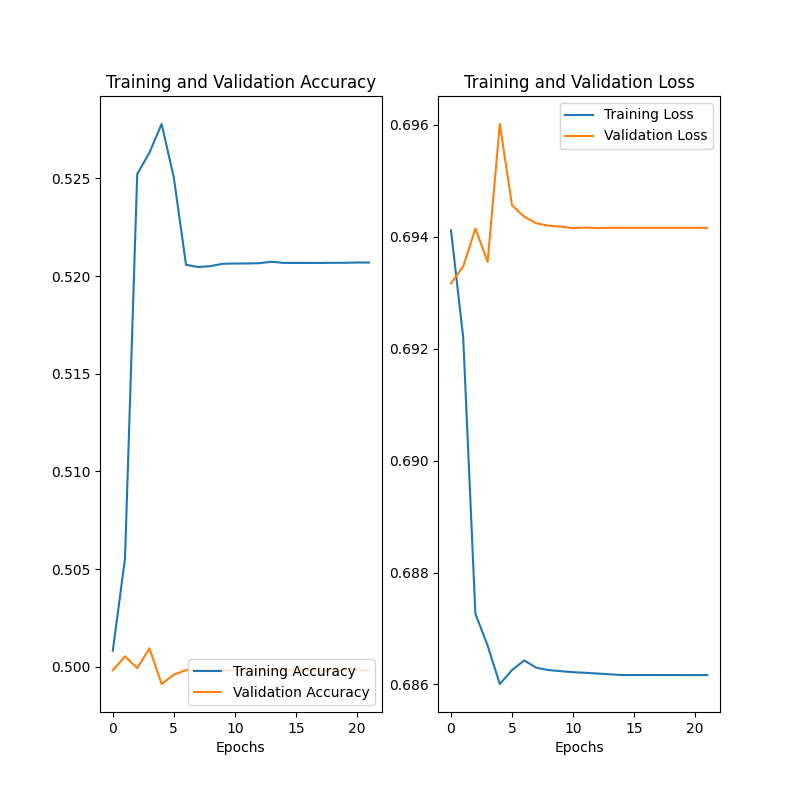 Training and Validation Accuracy
0.525
0.520
0.515
0.510
0.505
0.500
Training Accuracy
Validation Accuracy
0 5 10 15 20
Epochs
Training and Validation Loss
Training Loss
Validation Loss
0.696
0.694
0.692
0.690
0.688
0.686
0 5 10 15 20
Epochs